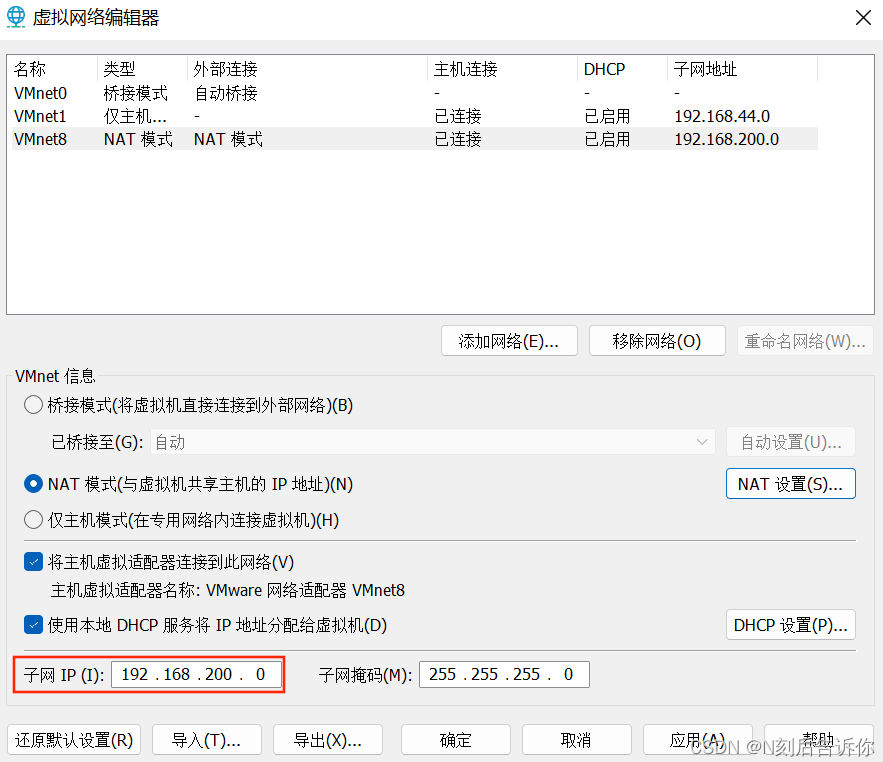 虚拟网络编辑器
名称 类型 外部连接 主机连接 DHCP 子网地址
VMnet0 桥接模式 自动桥接 - - -
VMnet1 仅主机... - 已连接 已启用 192.168.44.0
VMnet8 NAT 模式 NAT 模式 已连接 已启用 192.168.200.0
添加网络(E)... 移除网络(O) 重命名网络(W)...
VMnet 信息
桥接模式(将虚拟机直接连接到外部网络)(B)
已桥接至(G): 自动 自动设置(U)...
NAT 模式(与虚拟机共享主机的 IP 地址)(N) NAT 设置(S)...
仅主机模式(在专用网络内连接虚拟机)(H)
将主机虚拟适配器连接到此网络(V)
主机虚拟适配器名称: VMware 网络适配器 VMnet8
使用本地 DHCP 服务将 IP 地址分配给虚拟机(D) DHCP 设置(P)...
子网 IP (I): 192 . 168 . 200 . 0 子网掩码(M): 255 . 255 . 255 . 0
还原默认设置(R) 导入(T)... 导出(X)... 确定 取消 应用(A) 帮助
CSDN @N刻后告诉你